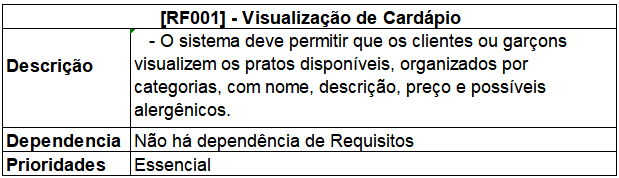 [RF001] - Visualização de Cardápio
Descrição
- O sistema deve permitir que os clientes ou garçons
visualizem os pratos disponíveis, organizados por
categorias, com nome, descrição, preço e possíveis
alergênicos.
Dependencia Não há dependência de Requisitos
Prioridades Essencial